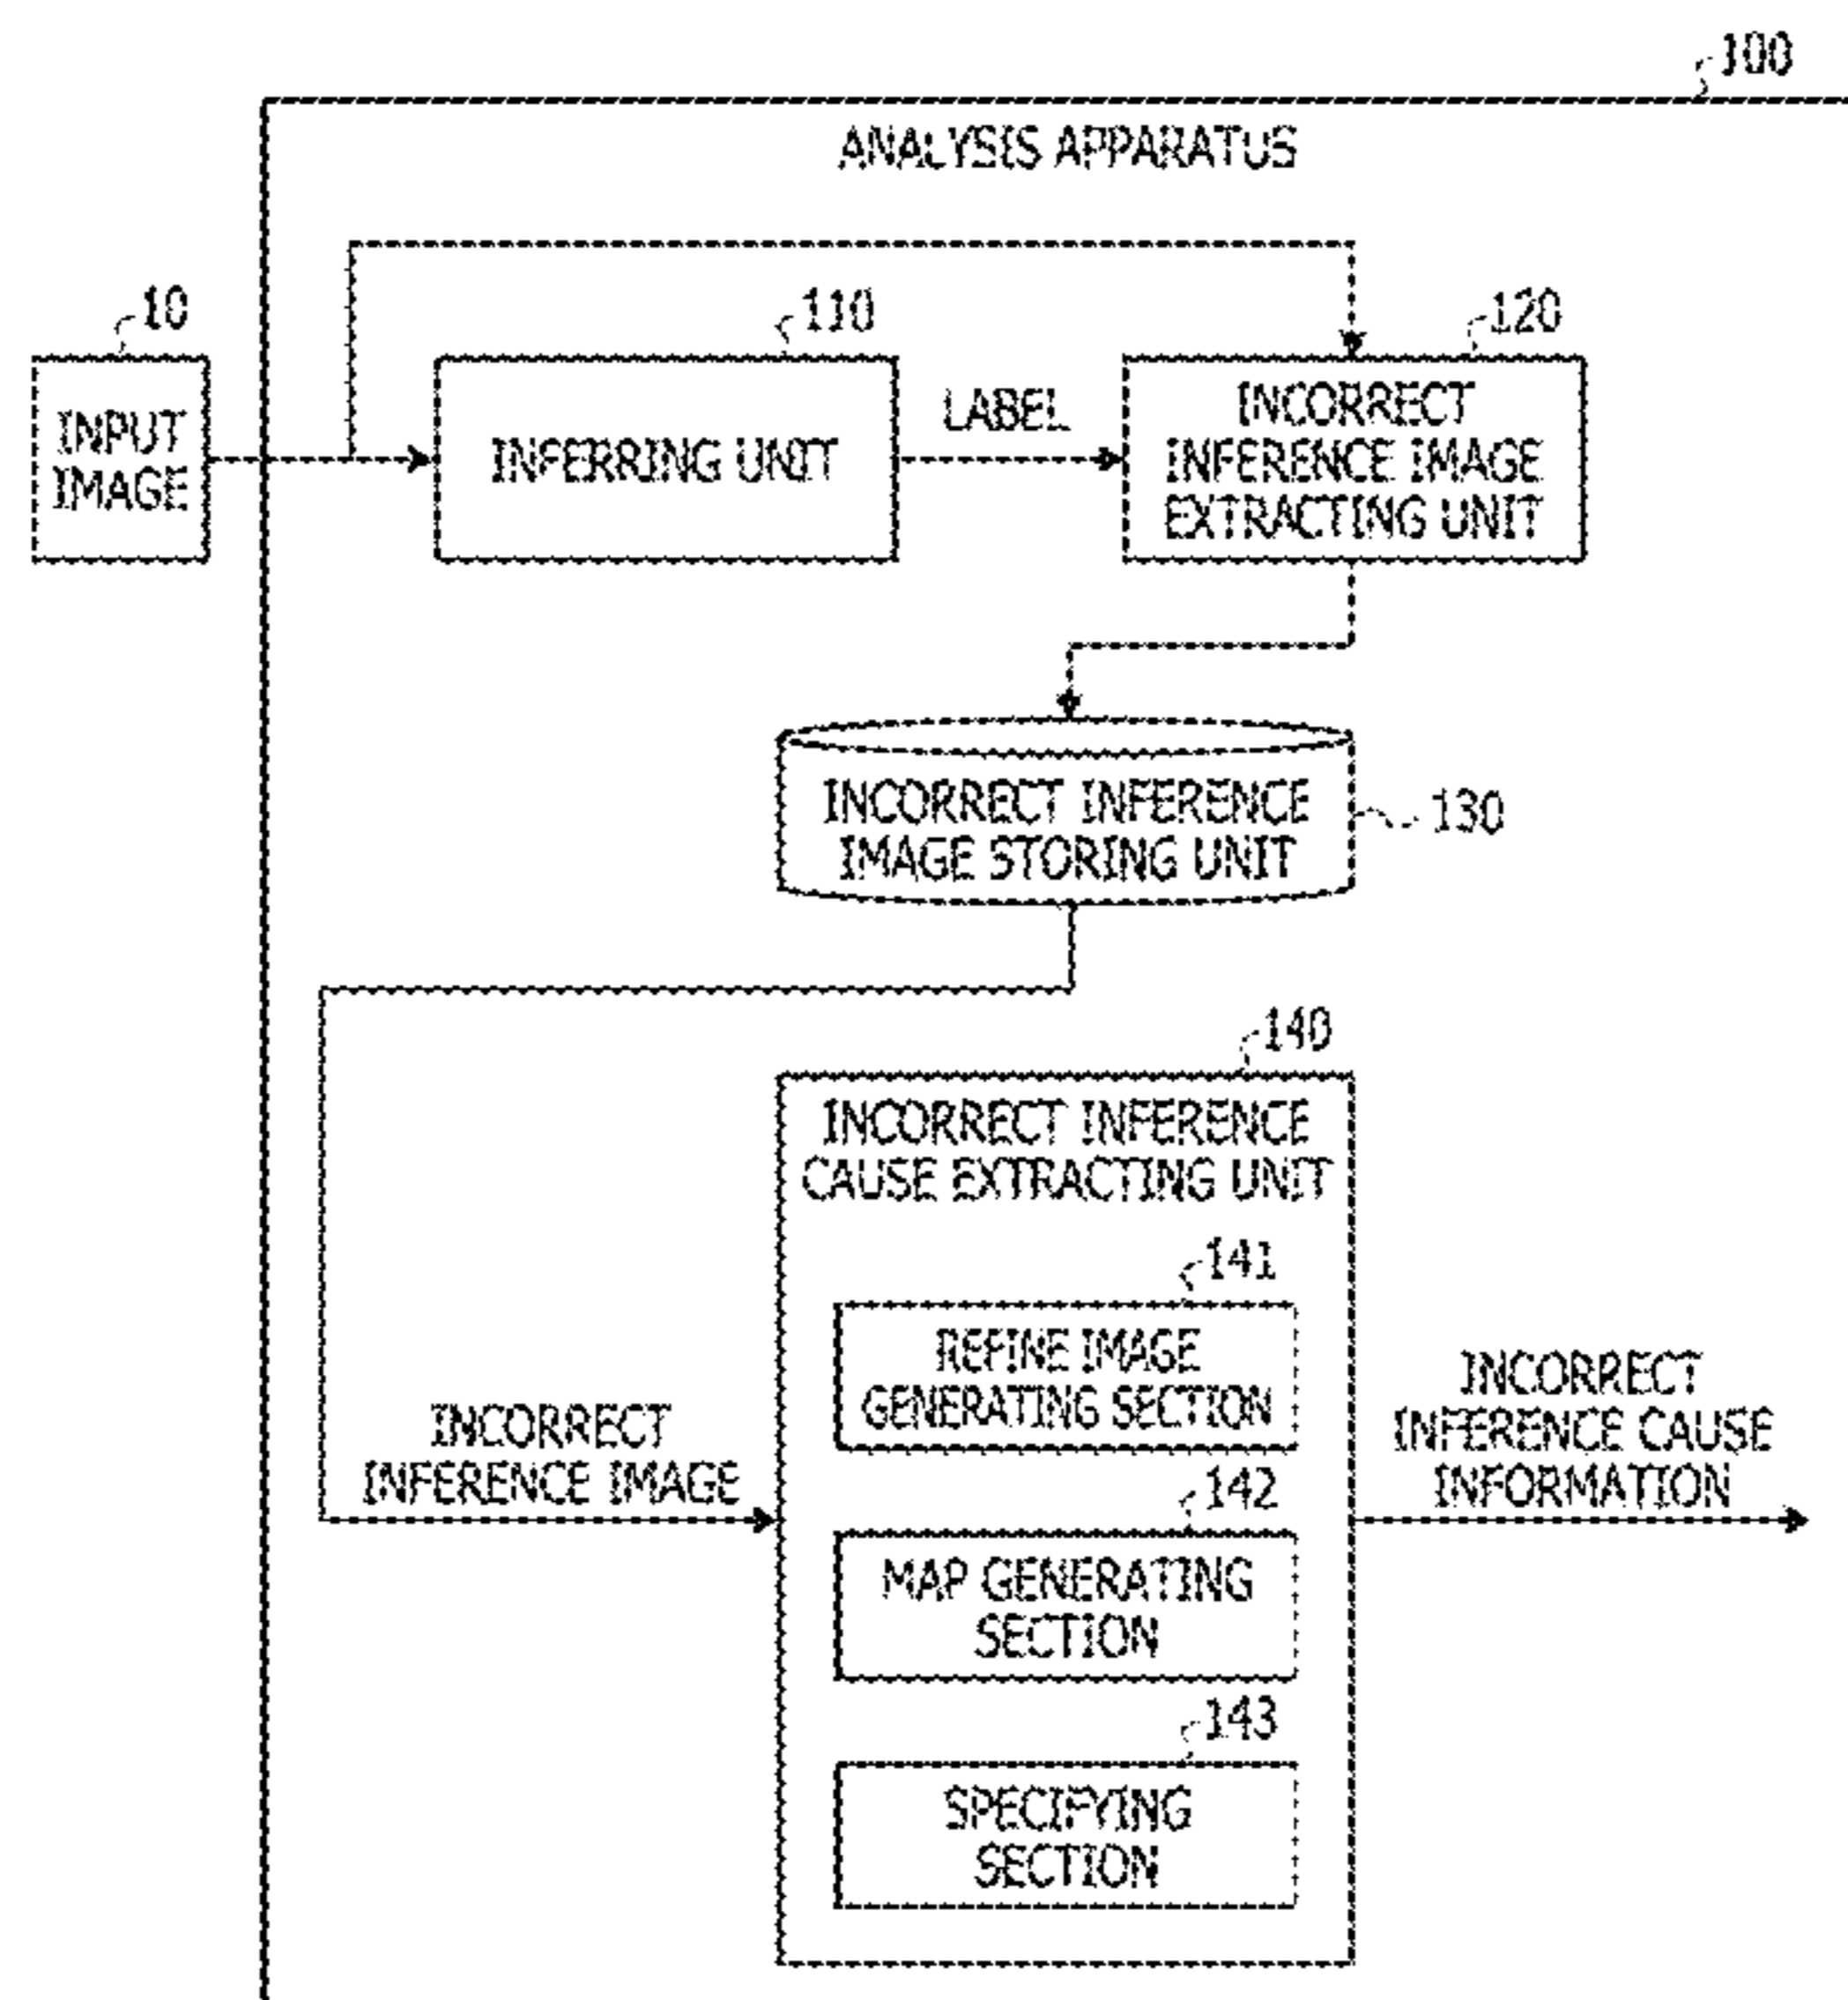 100
ANALYSIS APPARATUS
10
110
120
INPUT
IMAGE
INFERRING UNIT
LABEL
INCORRECT
INFERENCE IMAGE
EXTRACTING UNIT
INCORRECT INFERENCE
IMAGE STORING UNIT
130
140
INCORRECT INFERENCE
CAUSE EXTRACTING UNIT
141
REFINE IMAGE
GENERATING SECTION
INCORRECT
INFERENCE IMAGE
142
MAP GENERATING
SECTION
143
SPECIFYING
SECTION
INCORRECT
INFERENCE CAUSE
INFORMATION